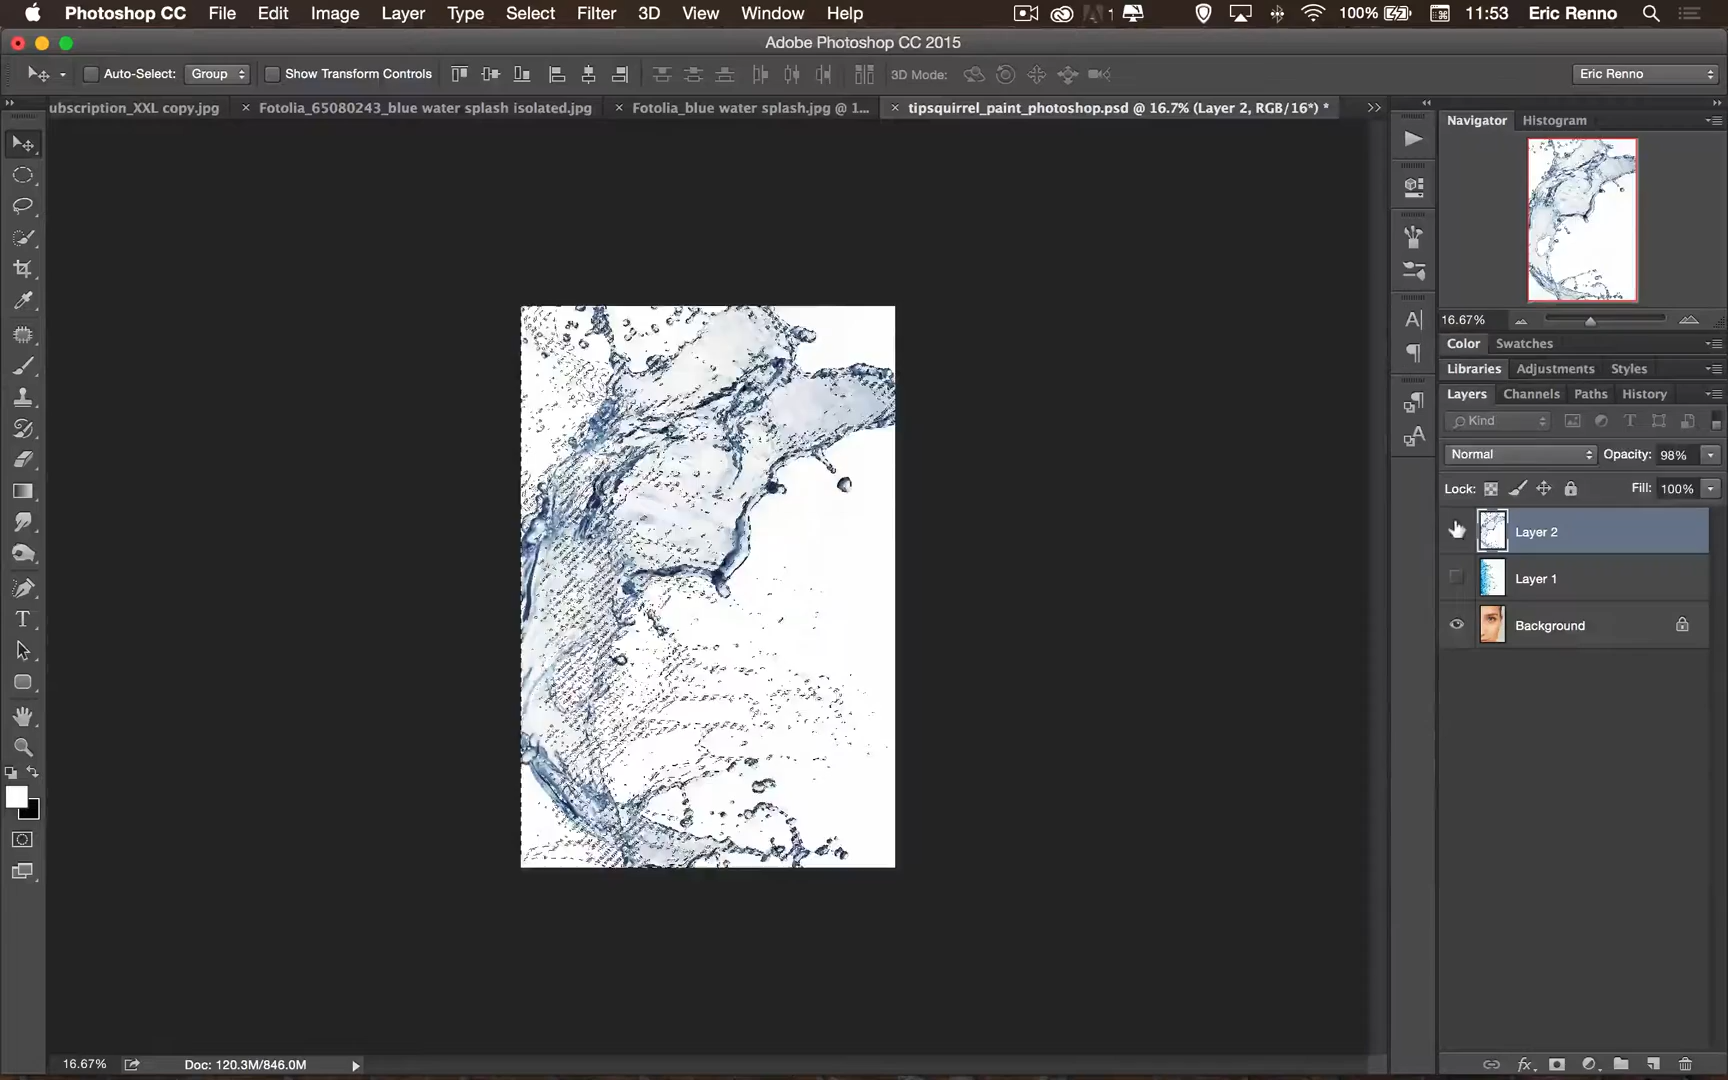 Photoshop CC File Edit Image Layer Type Select Filter 3D View Window Help 1 100% 11:53 Eric Renno
Adobe Photoshop CC 2015
Auto-Select: Group Show Transform Controls 3D Mode: Eric Renno
ubscription_XXL copy.jpg × Fotolia_65080243_blue water splash isolated.jpg × Fotolia_blue water splash.jpg @ 1... × tipsquirrel_paint_photoshop.psd @ 16.7% (Layer 2, RGB/16*) *
Navigator Histogram
16.67%
Color Swatches
Libraries Adjustments Styles
Layers Channels Paths History
Kind
Normal Opacity: 98%
Lock: Fill: 100%
Layer 2
Layer 1
Background
16.67% Doc: 120.3M/846.0M